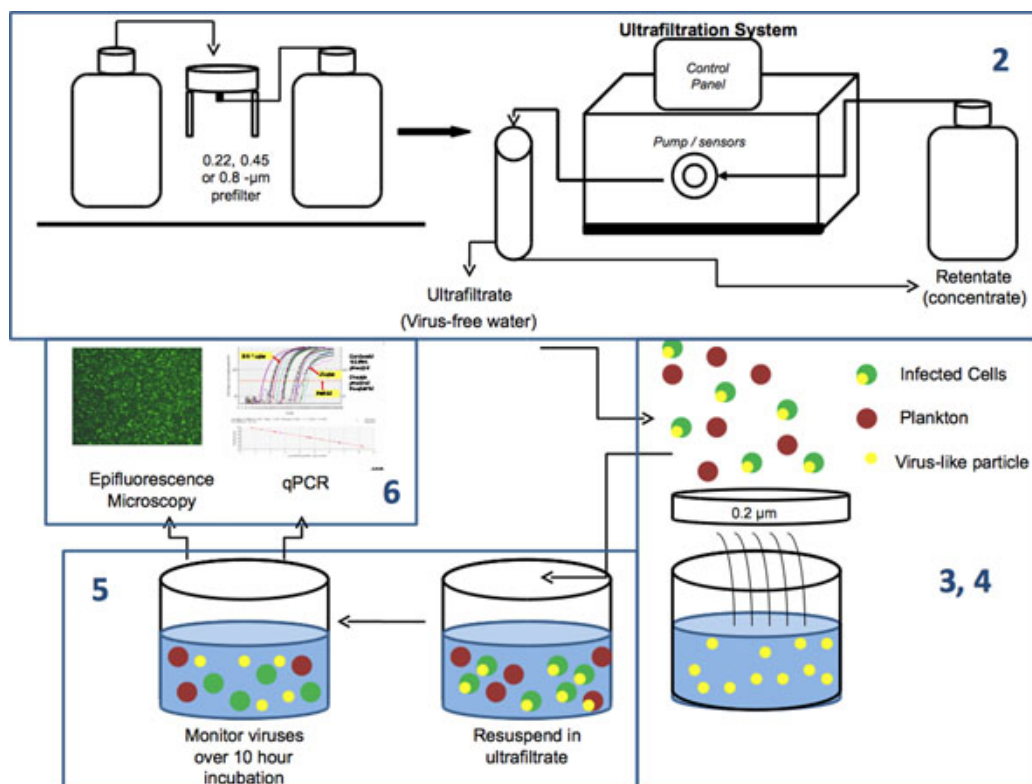 Ultrafiltration System
2
Control
Panel
Pump / sensors
0.22, 0.45
or 0.8 -µm
prefilter
Ultrafiltrate
(Virus-free water)
Retentate
(concentrate)
Epifluorescence
Microscopy
qPCR
6
Infected Cells
Plankton
Virus-like particle
0.2 µm
3, 4
5
Monitor viruses
over 10 hour
incubation
Resuspend in
ultrafiltrate